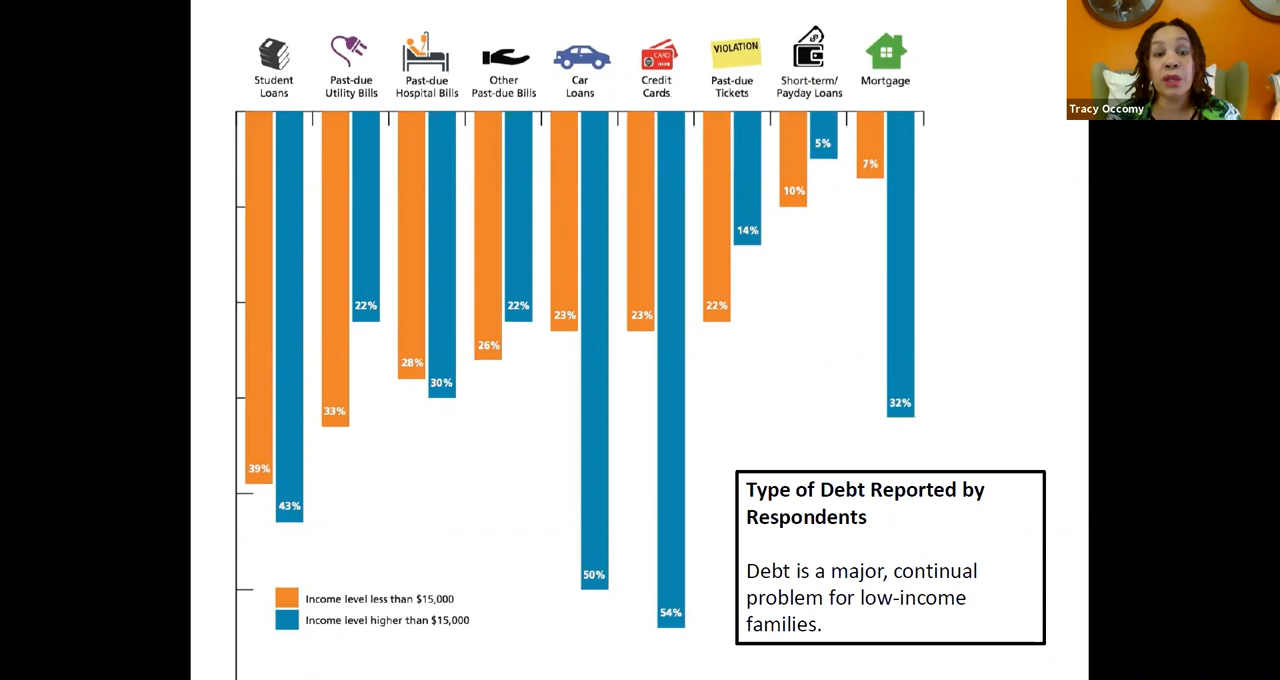 Student
Loans
Past-due
Utility Bills
Past-due
Hospital Bills
Other
Past-due Bills
Car
Loans
CARD
Credit
Cards
VIOLATION
Past-due
Tickets
Short-term/
Payday Loans
Mortgage
Tracy Occomy
39%
43%
33%
22%
28%
30%
26%
22%
23%
50%
23%
54%
22%
14%
10%
5%
7%
32%
Income level less than $15,000
Income level higher than $15,000
Type of Debt Reported by
Respondents
Debt is a major, continual
problem for low-income
families.